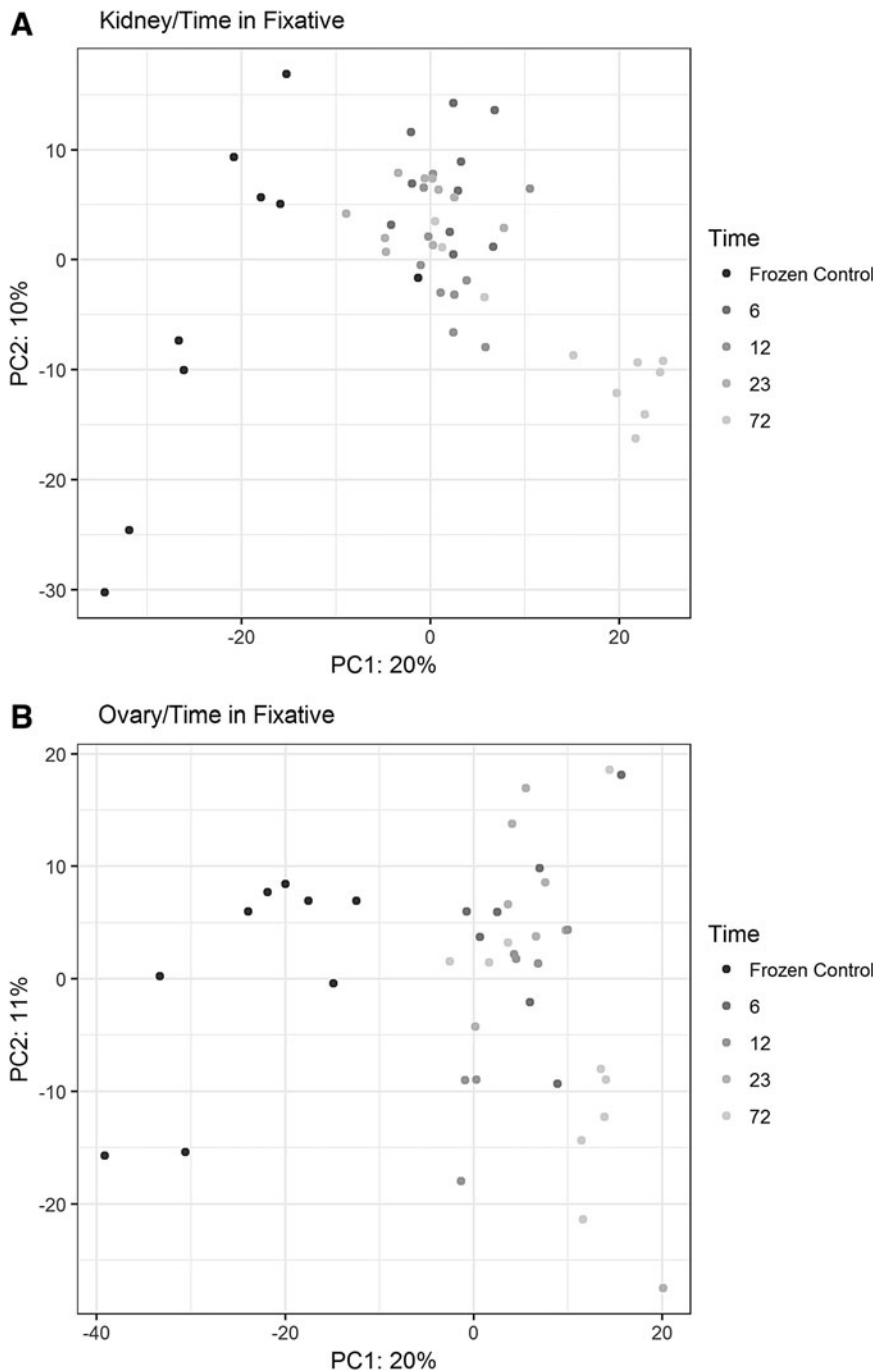 A Kidney/Time in Fixative
10
0
-10
-20
-30
PC2: 10%
-20 0 20
PC1: 20%
Time
Frozen Control
6
12
23
72
B Ovary/Time in Fixative
20
10
0
-10
-20
PC2: 11%
-40 -20 0 20
PC1: 20%
Time
Frozen Control
6
12
23
72